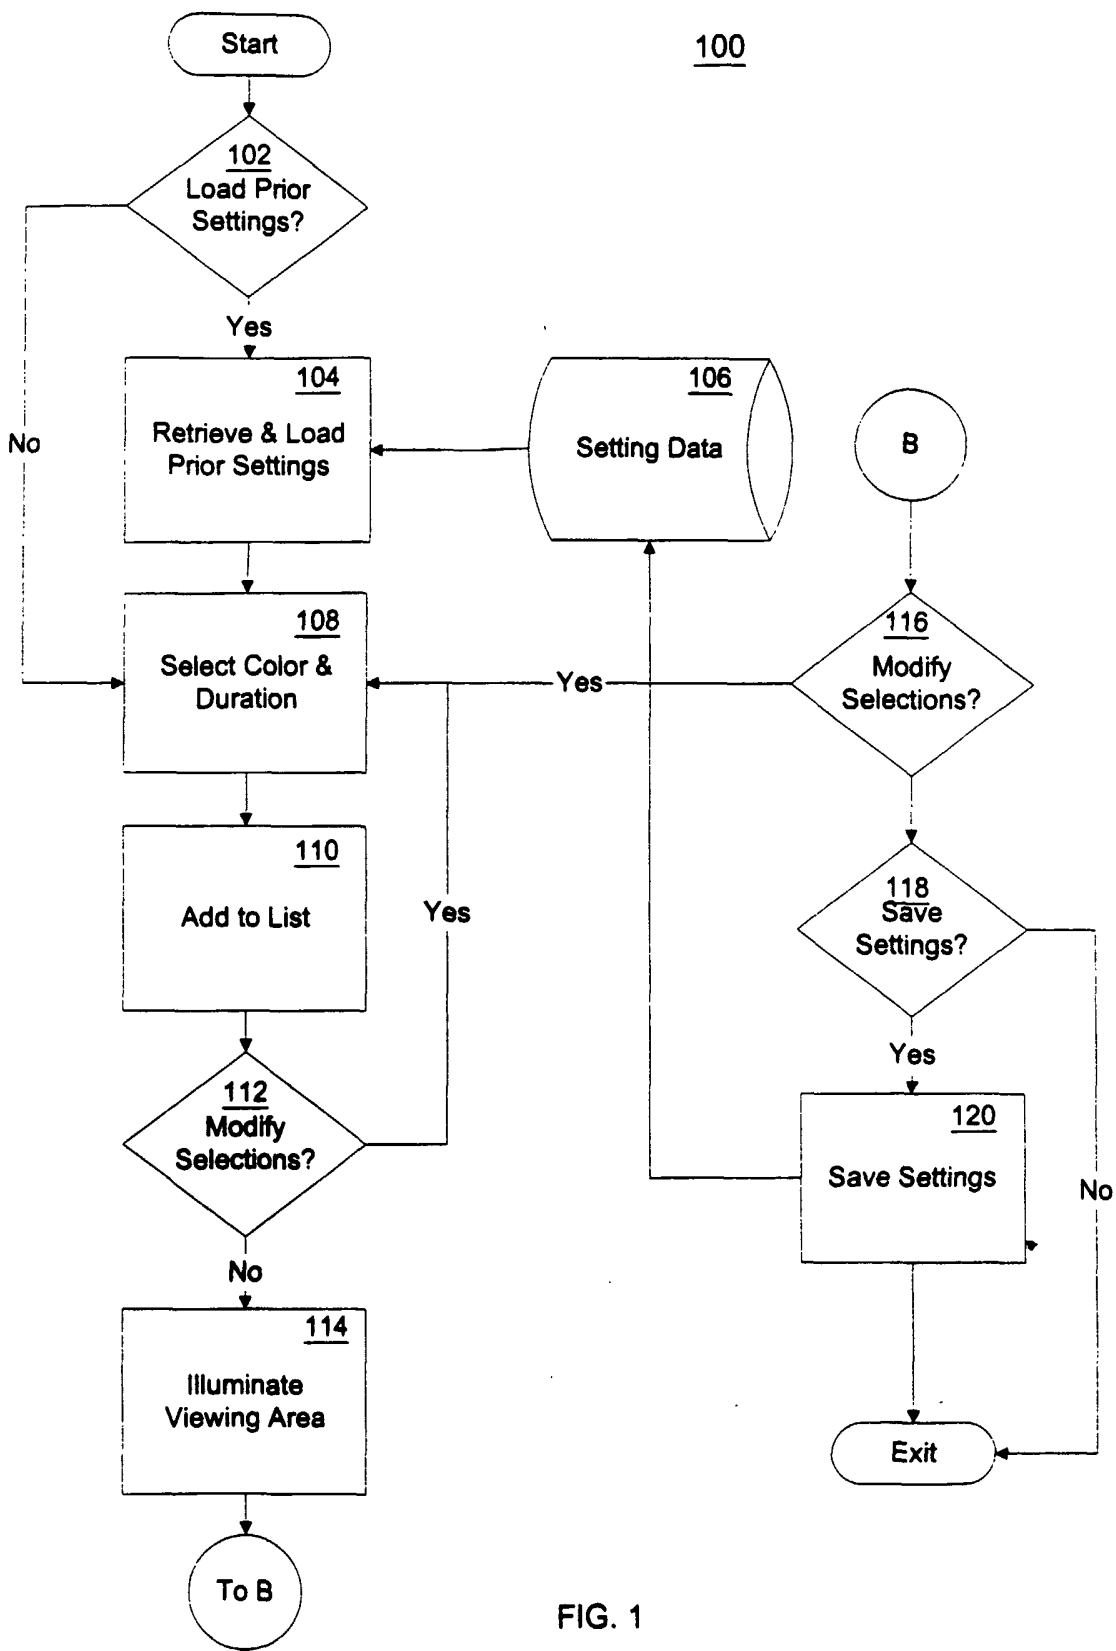 Start
100
102
Load Prior
Settings?
Yes
No
104
Retrieve & Load
Prior Settings
106
Setting Data
B
108
Select Color &
Duration
Yes
116
Modify
Selections?
110
Add to List
Yes
118
Save
Settings?
Yes
112
Modify
Selections?
120
Save Settings
No
No
114
Illuminate
Viewing Area
Exit
To B
FIG. 1